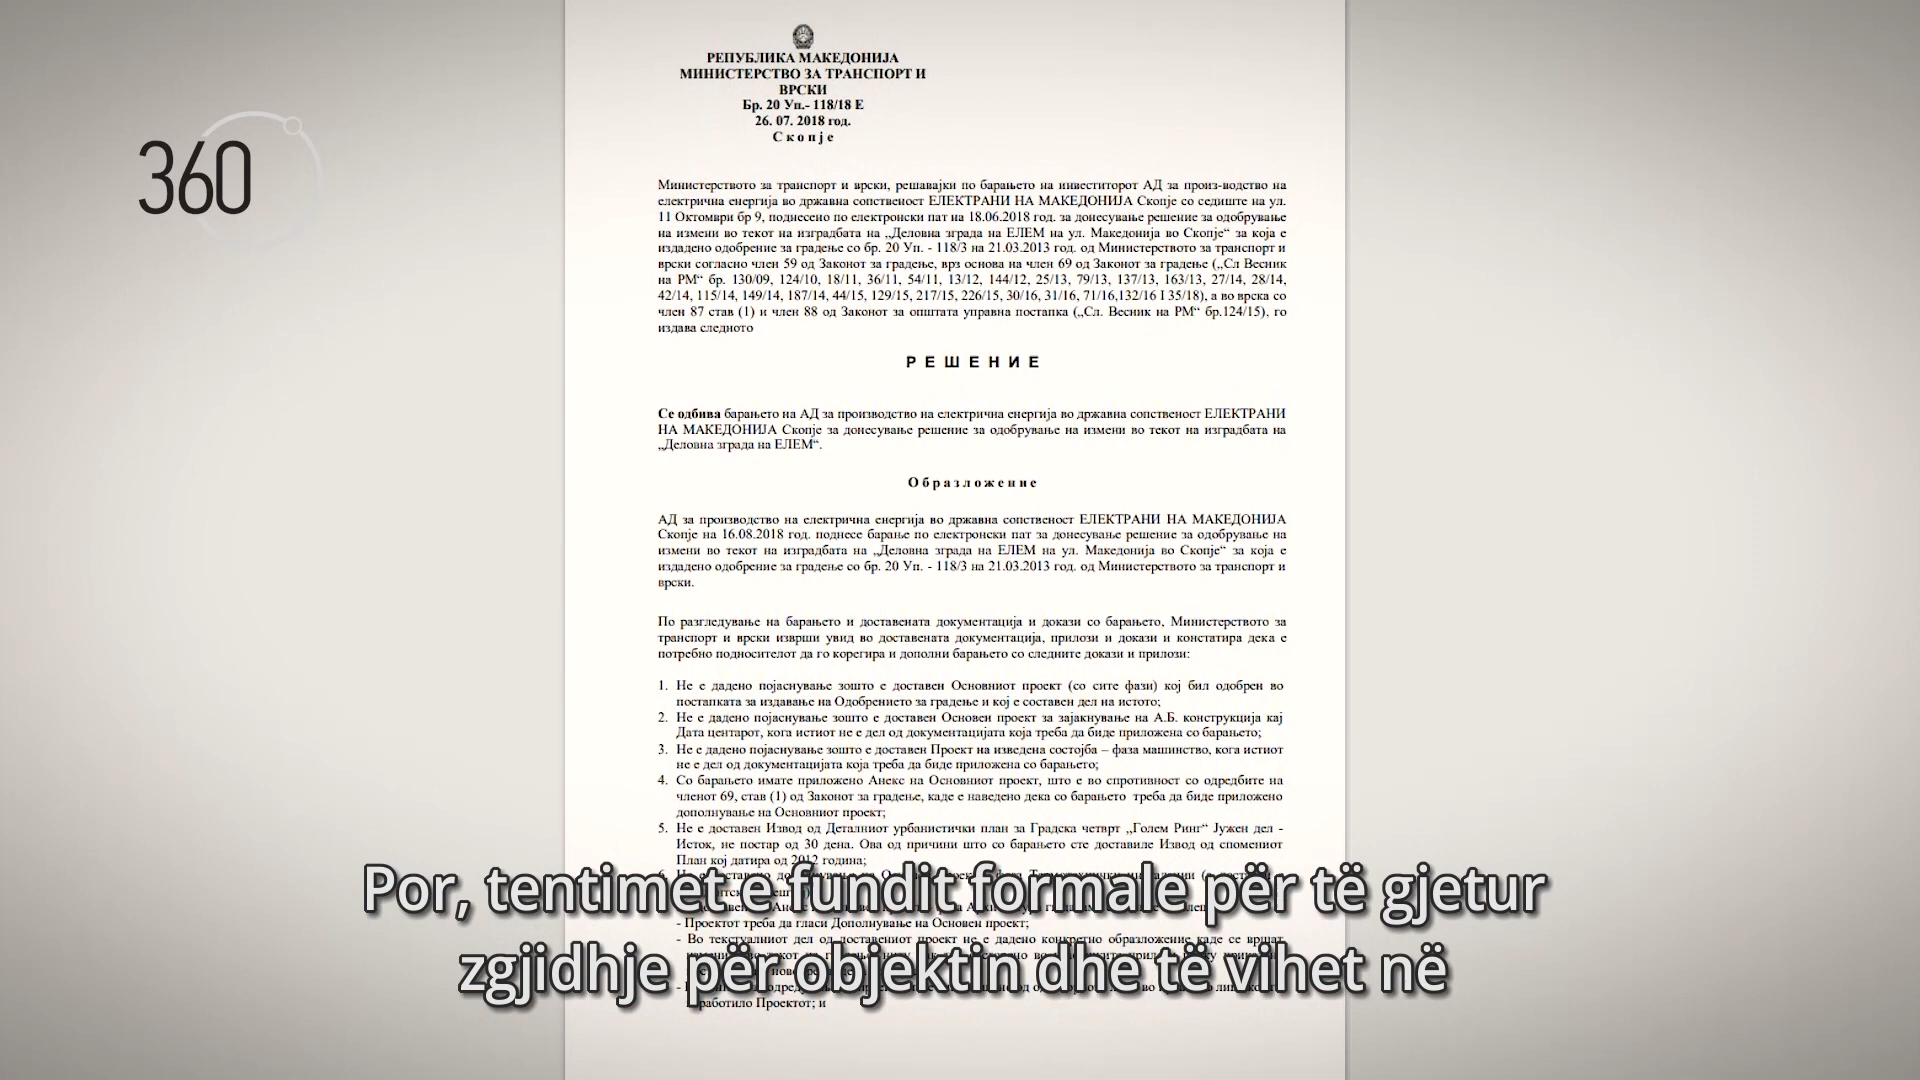 РЕПУБЛИКА МАКЕДОНИЈА
МИНИСТЕРСТВО ЗА ТРАНСПОРТ И
ВРСКИ
Бр. 20 Уп.- 118/18 Е
26. 07. 2018 год.
С к о п ј е
360
Министерството за транспорт и врски, решавајки по барањето на инвеститорот АД за произ-водство на
електрична енергија во државна сопственост ЕЛЕКТРАНИ НА МАКЕДОНИЈА Скопје со седиште на ул.
11 Октомври бр 9, поднесено по електронски пат на 18.06.2018 год. за донесување решение за одобрување
на измени во текот на изградбата на „Деловна зграда на ЕЛЕМ на ул. Македонија во Скопје“ за која е
издадено одобрение за градење со бр. 20 Уп. - 118/3 на 21.03.2013 год. од Министерството за транспорт и
врски согласно член 59 од Законот за градење, врз основа на член 69 од Законот за градење („Сл Весник
на РМ“ бр. 130/09, 124/10, 18/11, 36/11, 54/11, 13/12, 144/12, 25/13, 79/13, 137/13, 163/13, 27/14, 28/14,
42/14, 115/14, 149/14, 187/14, 44/15, 129/15, 217/15, 226/15, 30/16, 31/16, 71/16,132/16 I 35/18), а во врска со
член 87 став (1) и член 88 од Законот за општата управна постапка („Сл. Весник на РМ“ бр.124/15), го
издава следното
Р Е Ш Е Н И Е
Се одбива барањето на АД за производство на електрична енергија во државна сопственост ЕЛЕКТРАНИ
НА МАКЕДОНИЈА Скопје за донесување решение за одобрување на измени во текот на изградбата на
„Деловна зграда на ЕЛЕМ“.
О б р а з л о ж е н и е
АД за производство на електрична енергија во државна сопственост ЕЛЕКТРАНИ НА МАКЕДОНИЈА
Скопје на 16.08.2018 год. поднесе барање по електронски пат за донесување решение за одобрување на
измени во текот на изградбата на „Деловна зграда на ЕЛЕМ на ул. Македонија во Скопје“ за која е
издадено одобрение за градење со бр. 20 Уп. - 118/3 на 21.03.2013 год. од Министерството за транспорт и
врски.
По разгледување на барањето и доставената документација и докази со барањето, Министерството за
транспорт и врски изврши увид во доставената документација, прилози и докази и констатира дека е
потребно подносителот да го корегира и дополни барањето со следните докази и прилози:
1. Не е дадено појаснување зошто е доставен Основниот проект (со сите фази) кој бил одобрен во
постапката за издавање на Одобрението за градење и кој е составен дел на истото;
2. Не е дадено појаснување зошто е доставен Основен проект за зајакнување на А.Б. конструкција кај
Дата центарот, кога истиот не е дел од документацијата која треба да биде приложена со барањето;
3. Не е дадено појаснување зошто е доставен Проект на изведена состојба – фаза машинство, кога истиот
не е дел од документацијата која треба да биде приложена со барањето;
4. Со барањето имате приложено Анекс на Основниот проект, што е во спротивност со одредбите на
членот 69, став (1) од Законот за градење, каде е наведено дека со барањето треба да биде приложено
дополнување на Основниот проект;
5. Не е доставен Извод од Деталниот урбанистички план за Градска четврт „Голем Ринг“ Јужен дел -
Исток, не постар од 30 дена. Ова од причини што со барањето сте доставиле Извод од спомениот
План кој датира од 2012 година;
- Проектот треба да гласи Дополнување на Основен проект;
- Во текстуалниот дел од доставениот проект не е дадено конкретно образложение каде се вршат
Проектот; и
Por, tentimet e fundit formale për të gjetur
zgjidhje për objektin dhe të vihet në